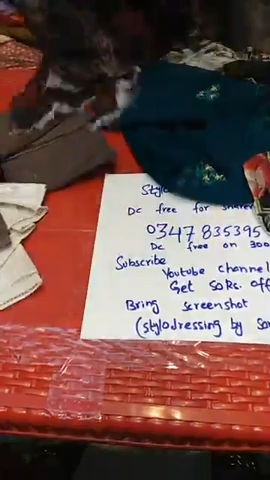 Stylo
Dc free for
0347 835395
Dc free on 300
Subscribe
Youtube channel
Get 50Rs. off
Bring screenshot
(stylodressing by